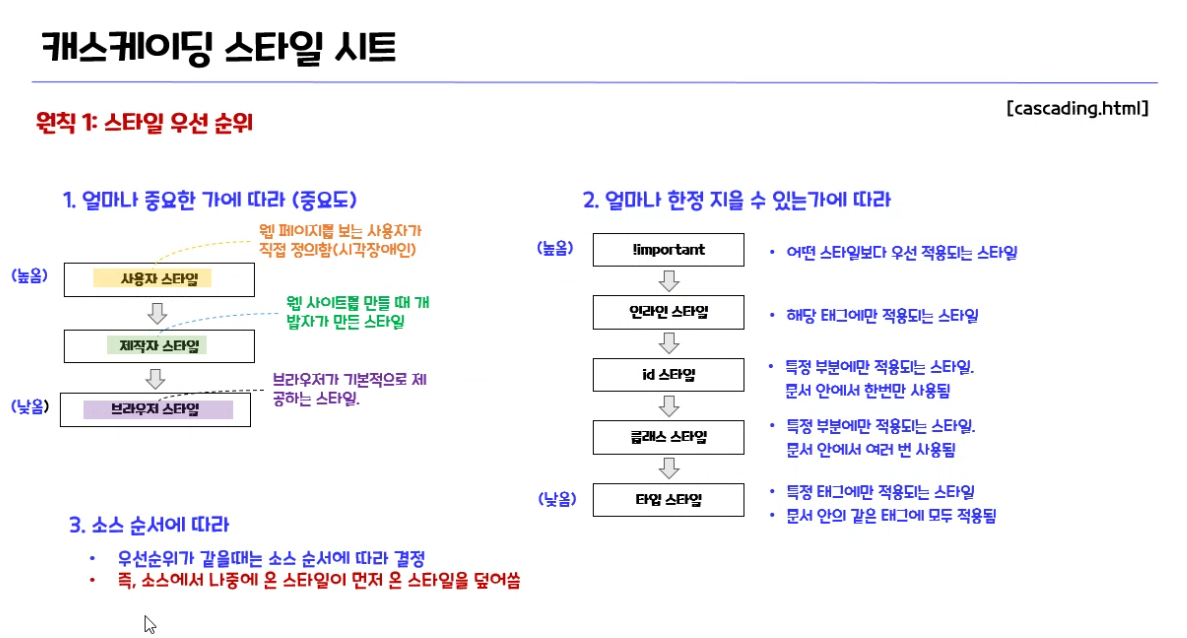 캐스케이딩 스타일 시트
[cascading.html]
원칙 1: 스타일 우선 순위
1. 얼마나 중요한 가에 따라 (중요도)
웹 페이지를 보는 사용자가
직접 정의함(시각장애인)
(높음)
사용자 스타일
웹 사이트를 만들 때 개
발자가 만든 스타일
제작자 스타일
브라우저가 기본적으로 제
공하는 스타일.
(낮음)
브라우저 스타일
2. 얼마나 한정 지을 수 있는가에 따라
(높음)
!important
• 어떤 스타일보다 우선 적용되는 스타일
인라인 스타일
• 해당 태그에만 적용되는 스타일
id 스타일
• 특정 부분에만 적용되는 스타일.
문서 안에서 한번만 사용됨
클래스 스타일
• 특정 부분에만 적용되는 스타일.
문서 안에서 여러 번 사용됨
(낮음)
타입 스타일
• 특정 태그에만 적용되는 스타일
• 문서 안의 같은 태그에 모두 적용됨
3. 소스 순서에 따라
• 우선순위가 같을때는 소스 순서에 따라 결정
• 즉, 소스에서 나중에 온 스타일이 먼저 온 스타일을 덮어씀